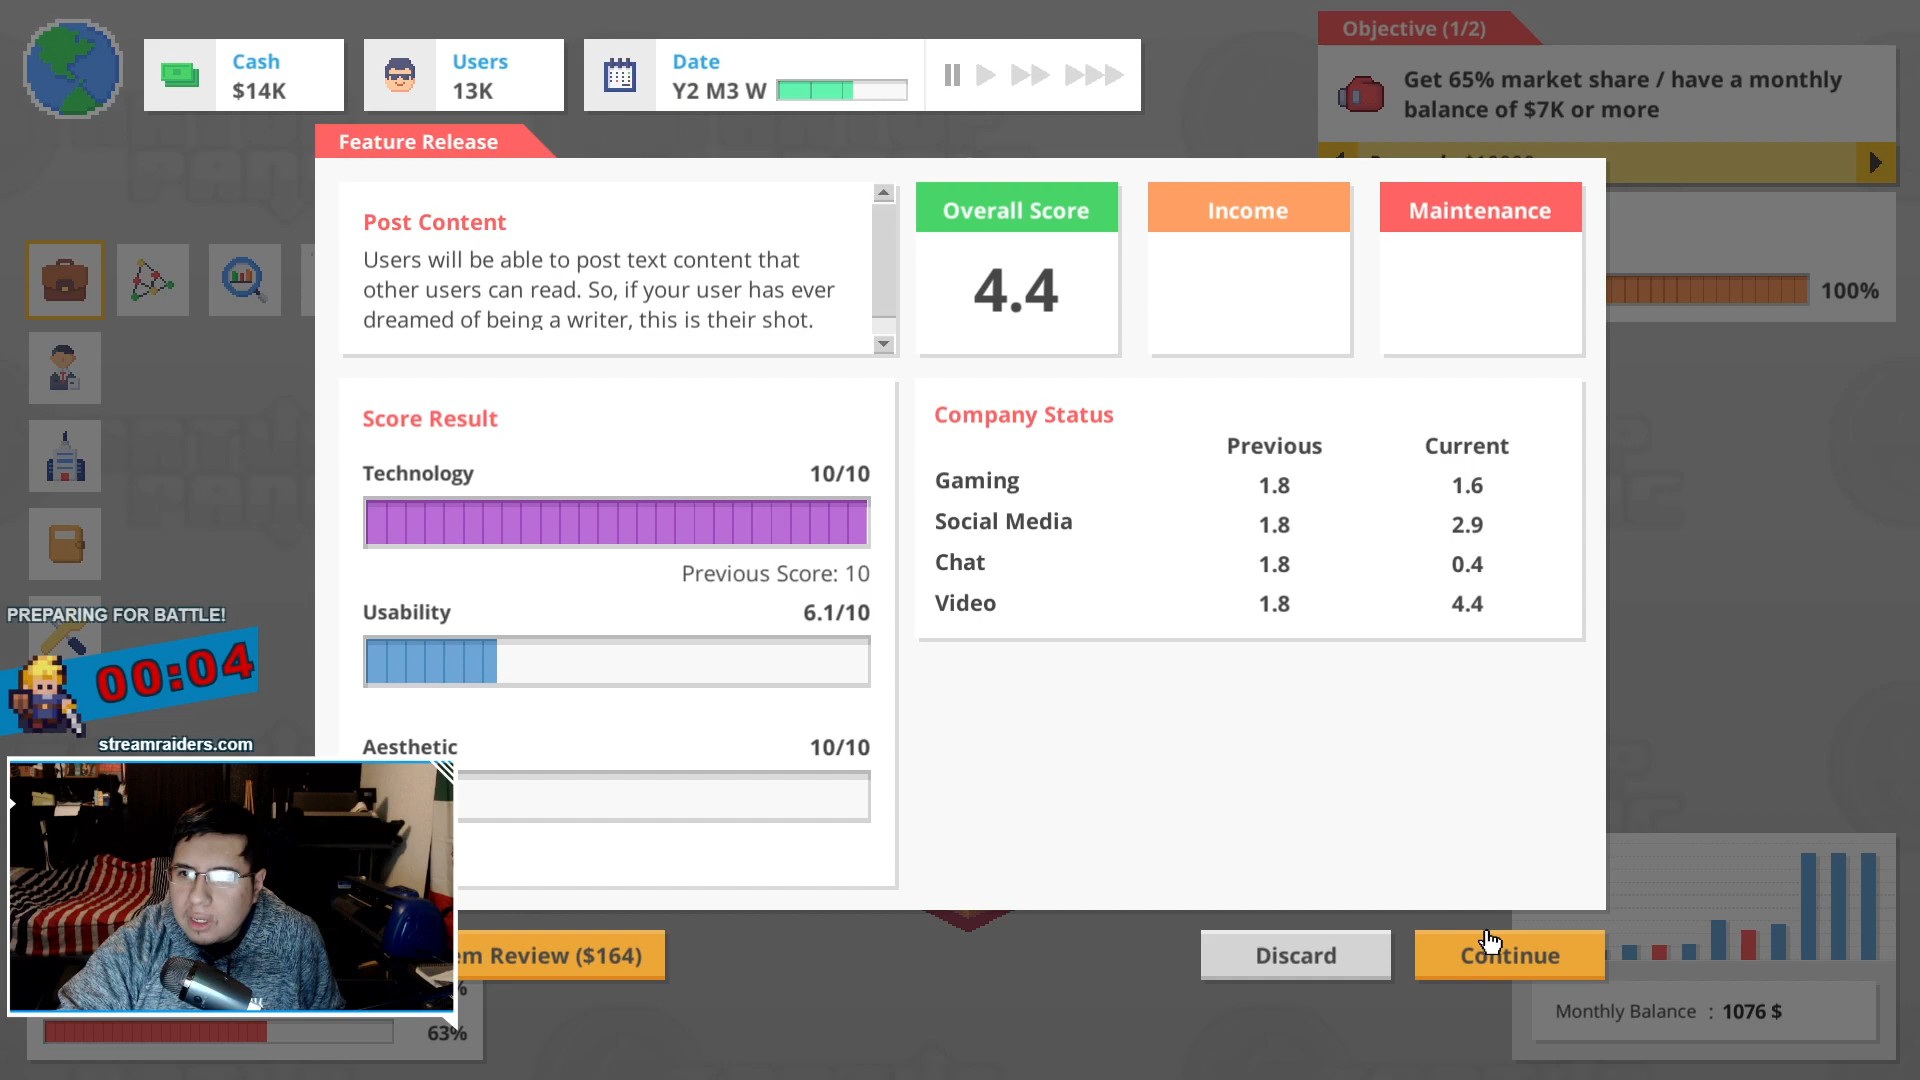 Cash
$14K
Users
13K
Date
Y2 M3 W
Objective (1/2)
Get 65% market share / have a monthly
balance of $7K or more
Feature Release
Post Content
Users will be able to post text content that
other users can read. So, if your user has ever
dreamed of being a writer, this is their shot.
Overall Score
4.4
Income
Maintenance
100%
Score Result
Technology
10/10
Previous Score: 10
Usability
6.1/10
Aesthetic
10/10
Company Status
Previous
Current
Gaming
1.8
1.6
Social Media
1.8
2.9
Chat
1.8
0.4
Video
1.8
4.4
PREPARING FOR BATTLE!
00:04
streamraiders.com
em Review ($164)
Discard
Continue
%
63%
Monthly Balance : 1076 $